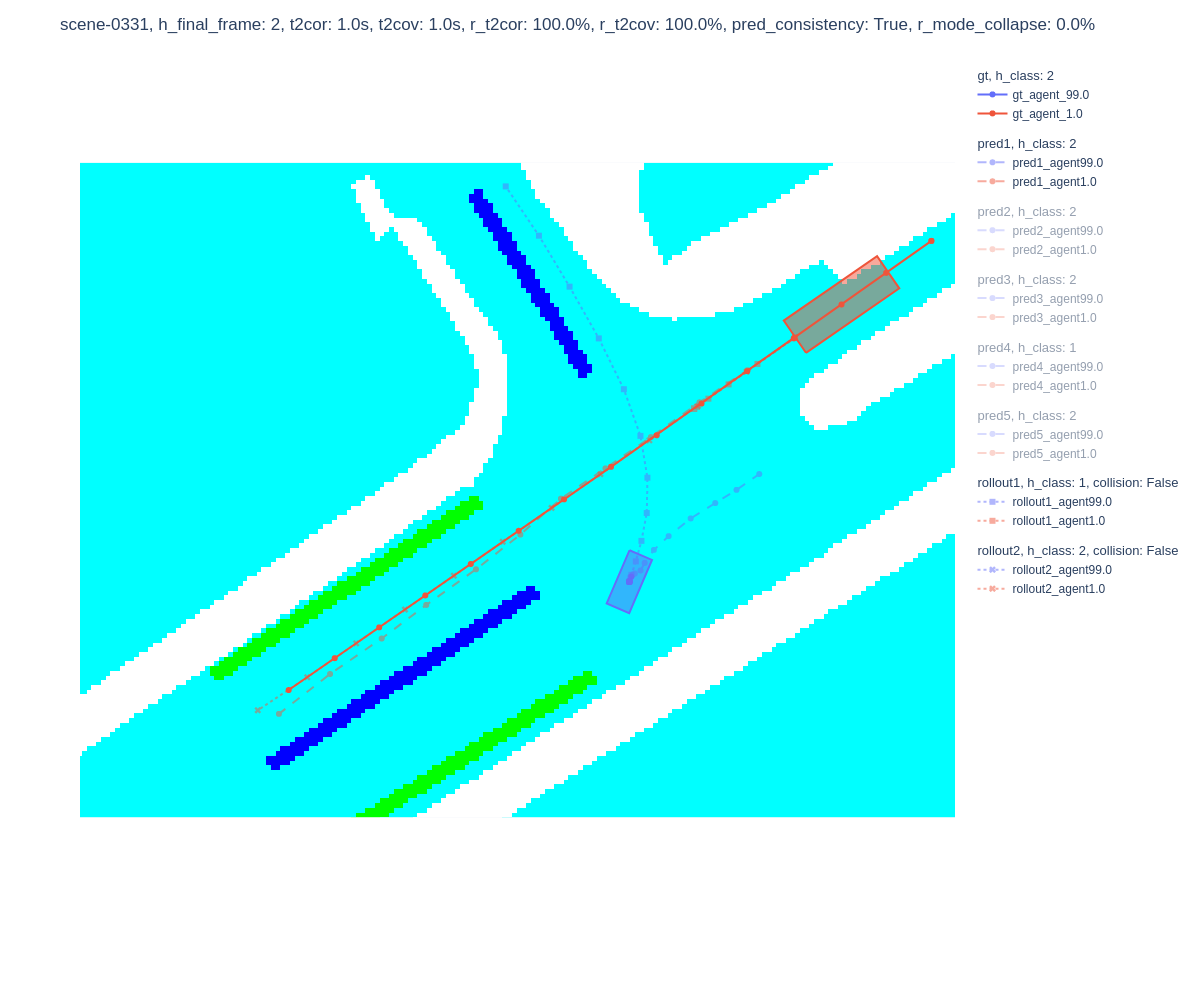 scene-0331, h_final_frame: 2, t2cor: 1.0s, t2cov: 1.0s, r_t2cor: 100.0%, r_t2cov: 100.0%, pred_consistency: True, r_mode_collapse: 0.0%
gt, h_class: 2
gt_agent_99.0
gt_agent_1.0
pred1, h_class: 2
pred1_agent99.0
pred1_agent1.0
pred2, h_class: 2
pred2_agent99.0
pred2_agent1.0
pred3, h_class: 2
pred3_agent99.0
pred3_agent1.0
pred4, h_class: 1
pred4_agent99.0
pred4_agent1.0
pred5, h_class: 2
pred5_agent99.0
pred5_agent1.0
rollout1, h_class: 1, collision: False
rollout1_agent99.0
rollout1_agent1.0
rollout2, h_class: 2, collision: False
rollout2_agent99.0
rollout2_agent1.0